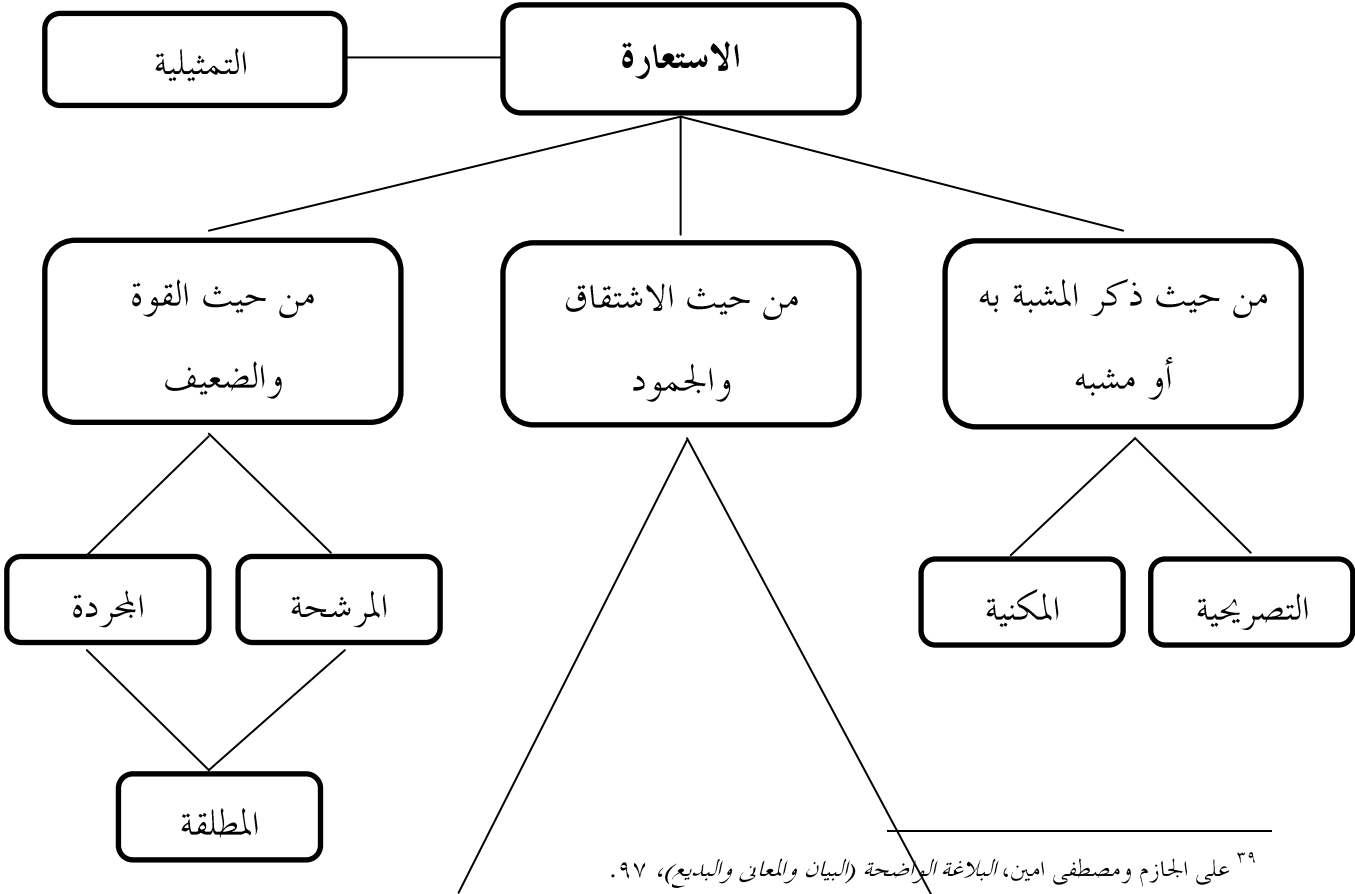 الاستعارة
التمثيلية
من حيث ذكر المشبة به
أو مشبه
من حيث الاشتقاق
والجمود
من حيث القوة
والضعيف
التصريحية
المكنية
المرشحة
المجردة
المطلقة
٣٩ على الجازم ومصطفى امين، البلاغة الواضحة (البيان والمعانى والبديع)، ٩٧.